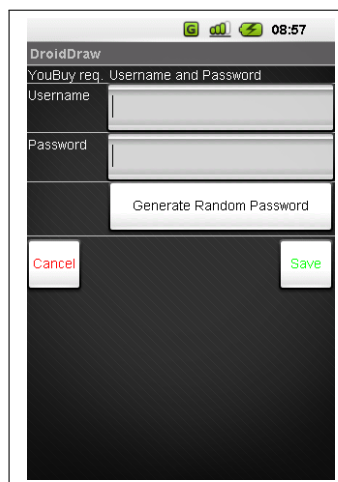 G 08:57
DroidDraw
YouBuy req. Username and Password
Username
Password
Generate Random Password
Cancel Save